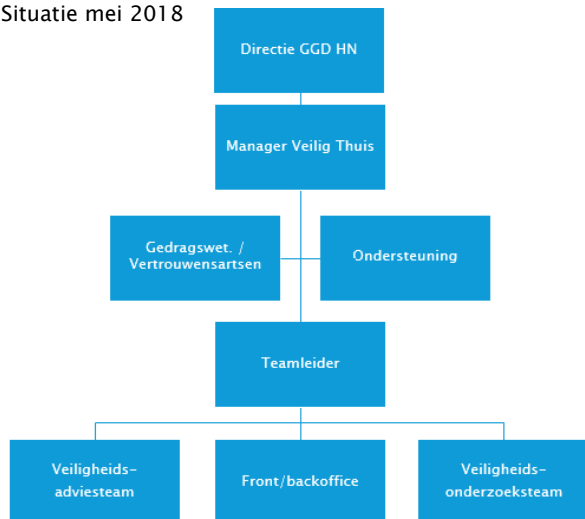 Situatie mei 2018
Directie GGD HN
Manager Veilig Thuis
Gedragswet. /
Vertrouwensartsen
Ondersteuning
Teamleider
Veiligheids-
adviesteam
Front/backoffice
Veiligheids-
onderzoeksteam